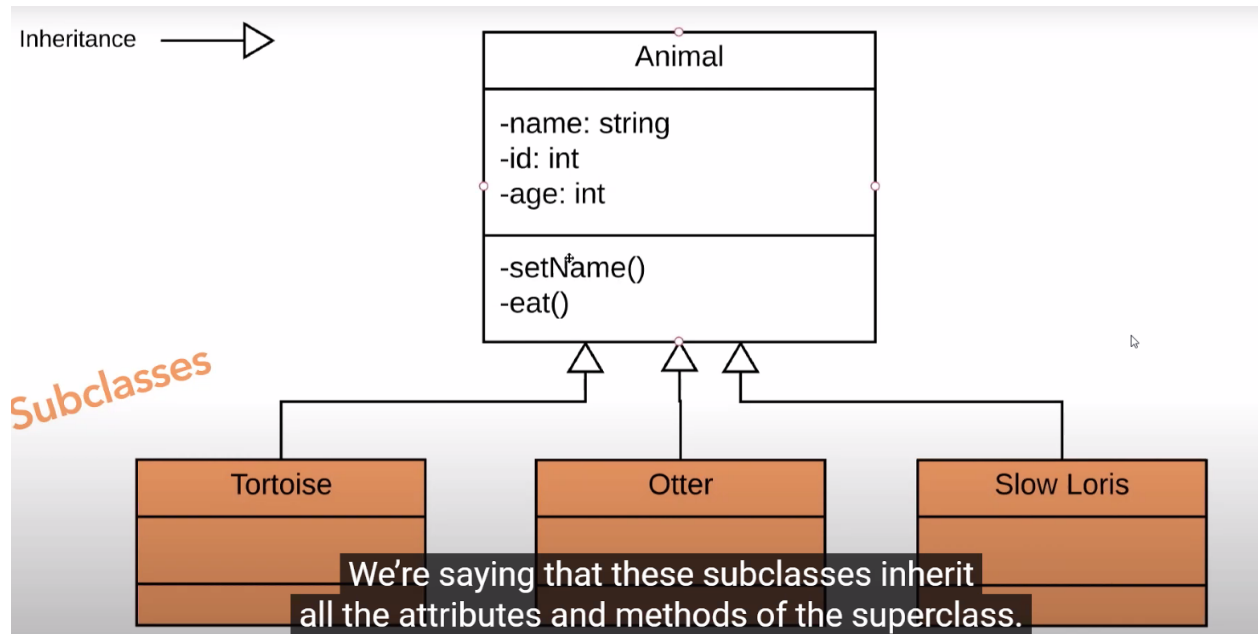 Inheritance
Animal
-name: string
-id: int
-age: int
-setName()
-eat()
Subclasses
Tortoise
Otter
Slow Loris
We’re saying that these subclasses inherit
all the attributes and methods of the superclass.